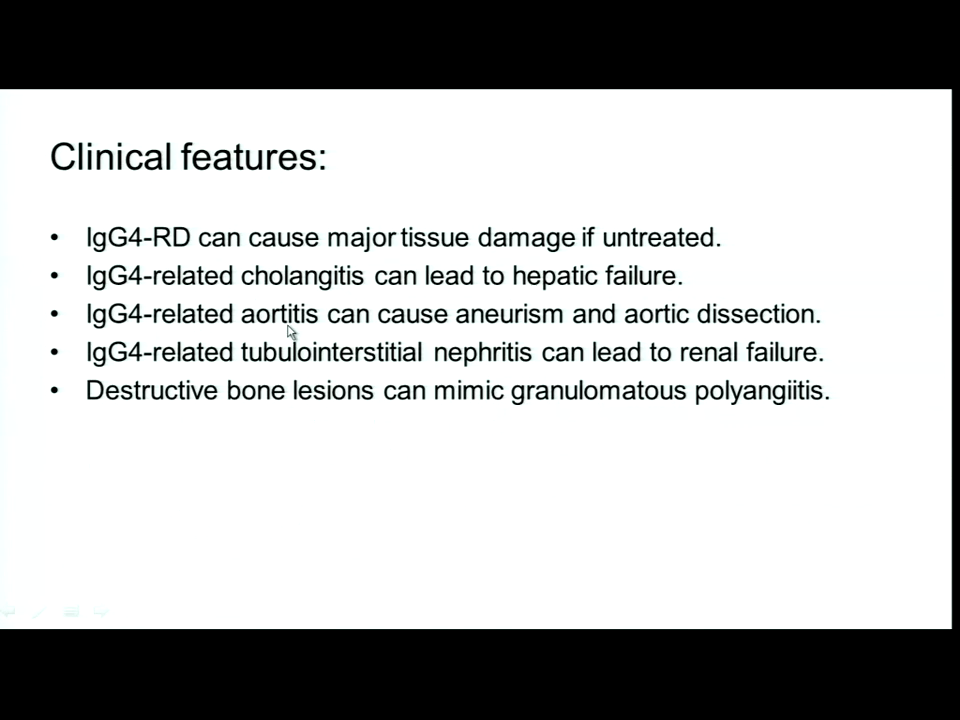 Clinical features:
• IgG4-RD can cause major tissue damage if untreated.
• IgG4-related cholangitis can lead to hepatic failure.
• IgG4-related aortitis can cause aneurism and aortic dissection.
• IgG4-related tubulointerstitial nephritis can lead to renal failure.
• Destructive bone lesions can mimic granulomatous polyangiitis.